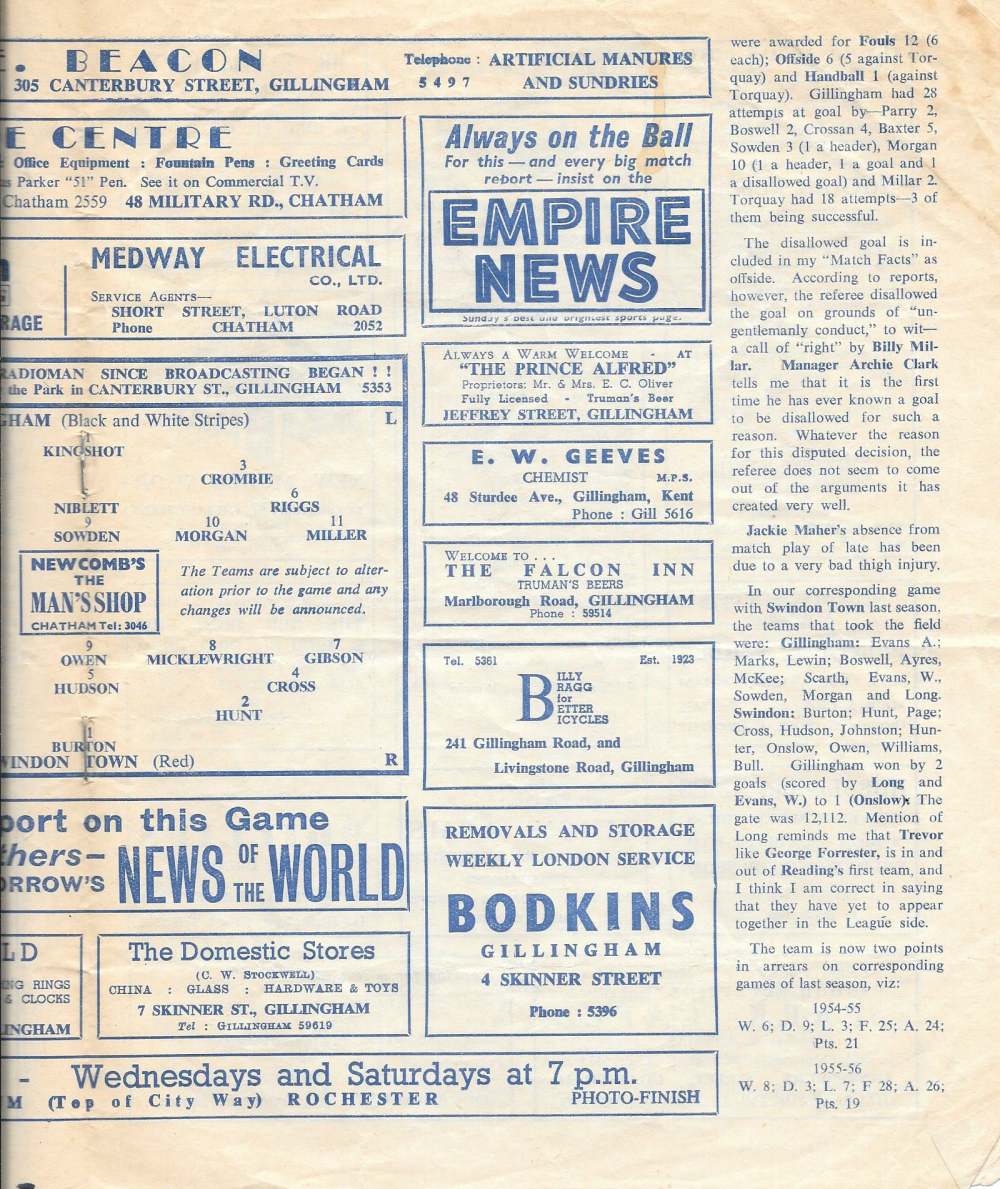 E. BEACON
305 CANTERBURY STREET, GILLINGHAM
Telephone : ARTIFICIAL MANURES
5497 AND SUNDRIES
E CENTRE
: Office Equipment : Fountain Pens : Greeting Cards
Parker "51" Pen. See it on Commercial T.V.
Chatham 2559 48 MILITARY RD., CHATHAM
MEDWAY ELECTRICAL
CO., LTD.
SERVICE AGENTS—
SHORT STREET, LUTON ROAD
Phone CHATHAM 2052
RAGE
RADIOMAN SINCE BROADCASTING BEGAN ! !
the Park in CANTERBURY ST., GILLINGHAM 5353
GHAM (Black and White Stripes) L
1
KINGSHOT
3
CROMBIE
6
NIBLETT RIGGS
9 10 11
SOWDEN MORGAN MILLER
NEWCOMB'S
THE
MAN'S SHOP
CHATHAM Tel: 3046
The Teams are subject to alter-
ation prior to the game and any
changes will be announced.
9 8 7
OWEN MICKLEWRIGHT GIBSON
5 4
HUDSON CROSS
2
HUNT
1
BURTON
WINDON TOWN (Red) R
port on this Game
thers—
ORROW'S NEWS OF THE WORLD
LD
NG RINGS
& CLOCKS
INGHAM
The Domestic Stores
(C. W. STOCKWELL)
CHINA : GLASS : HARDWARE & TOYS
7 SKINNER ST., GILLINGHAM
Tel : GILLINGHAM 59619
- Wednesdays and Saturdays at 7 p.m.
M (Top of City Way) ROCHESTER PHOTO-FINISH
Always on the Ball
For this — and every big match
report — insist on the
EMPIRE
NEWS
Sunday's best and brightest sports page.
ALWAYS A WARM WELCOME - AT
"THE PRINCE ALFRED"
Proprietors: Mr. & Mrs. E. C. Oliver
Fully Licensed - Truman's Beer
JEFFREY STREET, GILLINGHAM
E. W. GEEVES
CHEMIST M.P.S.
48 Sturdee Ave., Gillingham, Kent
Phone : Gill 5616
WELCOME TO . . .
THE FALCON INN
TRUMAN'S BEERS
Marlborough Road, GILLINGHAM
Phone : 59514
Tel. 5361 Est. 1923
BILLY
RAGG
for
ETTER
ICYCLES
241 Gillingham Road, and
Livingstone Road, Gillingham
REMOVALS AND STORAGE
WEEKLY LONDON SERVICE
BODKINS
GILLINGHAM
4 SKINNER STREET
Phone : 5396
were awarded for Fouls 12 (6
each); Offside 6 (5 against Tor-
quay) and Handball 1 (against
Torquay). Gillingham had 28
attempts at goal by—Parry 2,
Boswell 2, Crossan 4, Baxter 5,
Sowden 3 (1 a header), Morgan
10 (1 a header, 1 a goal and 1
a disallowed goal) and Millar 2.
Torquay had 18 attempts—3 of
them being successful.
The disallowed goal is in-
cluded in my "Match Facts" as
offside. According to reports,
however, the referee disallowed
the goal on grounds of "un-
gentlemanly conduct," to wit—
a call of "right" by Billy Mil-
lar. Manager Archie Clark
tells me that it is the first
time he has ever known a goal
to be disallowed for such a
reason. Whatever the reason
for this disputed decision, the
referee does not seem to come
out of the arguments it has
created very well.
Jackie Maher's absence from
match play of late has been
due to a very bad thigh injury.
In our corresponding game
with Swindon Town last season,
the teams that took the field
were: Gillingham: Evans A.;
Marks, Lewin; Boswell, Ayres,
McKee; Scarth, Evans, W.,
Sowden, Morgan and Long.
Swindon: Burton; Hunt, Page;
Cross, Hudson, Johnston; Hun-
ter, Onslow, Owen, Williams,
Bull. Gillingham won by 2
goals (scored by Long and
Evans, W.) to 1 (Onslow). The
gate was 12,112. Mention of
Long reminds me that Trevor
like George Forrester, is in and
out of Reading's first team, and
I think I am correct in saying
that they have yet to appear
together in the League side.
The team is now two points
in arrears on corresponding
games of last season, viz:
1954-55
W. 6; D. 9; L. 3; F. 25; A. 24;
Pts. 21
1955-56
W. 8; D. 3; L. 7; F 28; A. 26;
Pts. 19